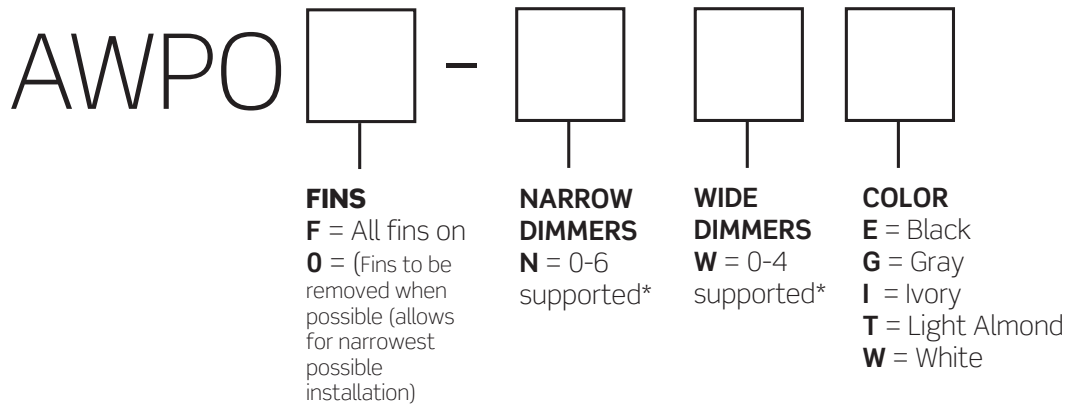 AWPO –
FINS
F = All fins on
0 = (Fins to be
removed when
possible (allows
for narrowest
possible
installation)
NARROW
DIMMERS
N = 0-6
supported*
WIDE
DIMMERS
W = 0-4
supported*
COLOR
E = Black
G = Gray
I = Ivory
T = Light Almond
W = White